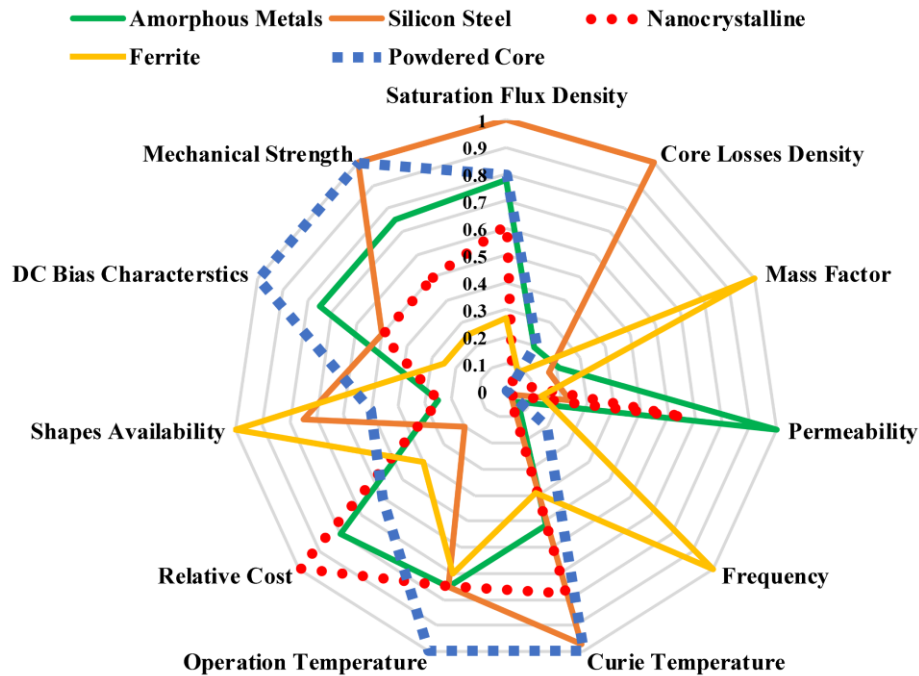 Amorphous Metals Silicon Steel Nanocrystalline
Ferrite Powdered Core
Saturation Flux Density
1
Mechanical Strength 0.9 Core Losses Density
0.8
0.7
DC Bias Characterstics 0.6 Mass Factor
0.5
0.4
0.3
0.2
0.1
0
Shapes Availability Permeability
Relative Cost Frequency
Operation Temperature Curie Temperature